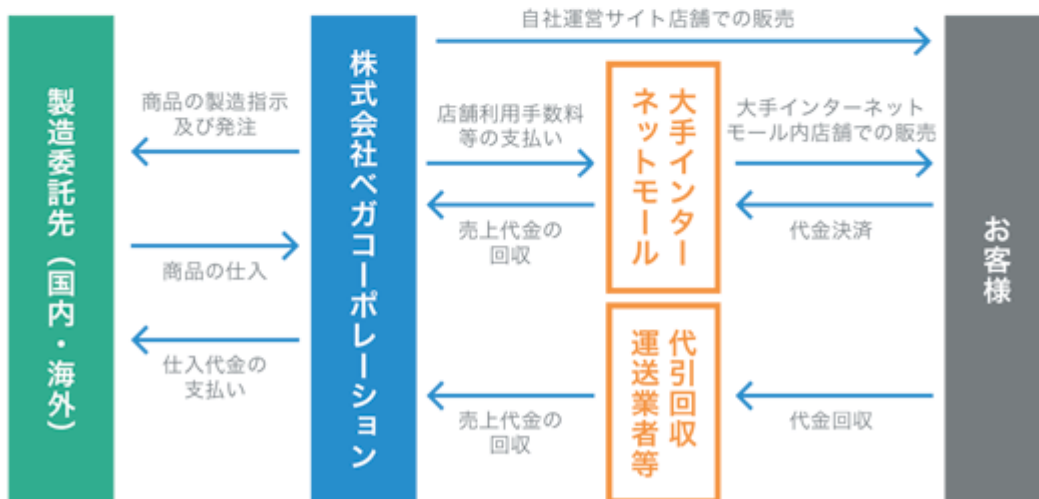 自社運営サイト店舗での販売
製造委託先（国内・海外）
商品の製造指示
及び発注
商品の仕入
仕入代金の
支払い
株式会社ベガコーポレーション
店舗利用手数料
等の支払い
売上代金の
回収
売上代金の
回収
大手インター
ネットモール
代引回収
運送業者等
大手インターネット
モール内店舗での販売
代金決済
代金回収
お客様